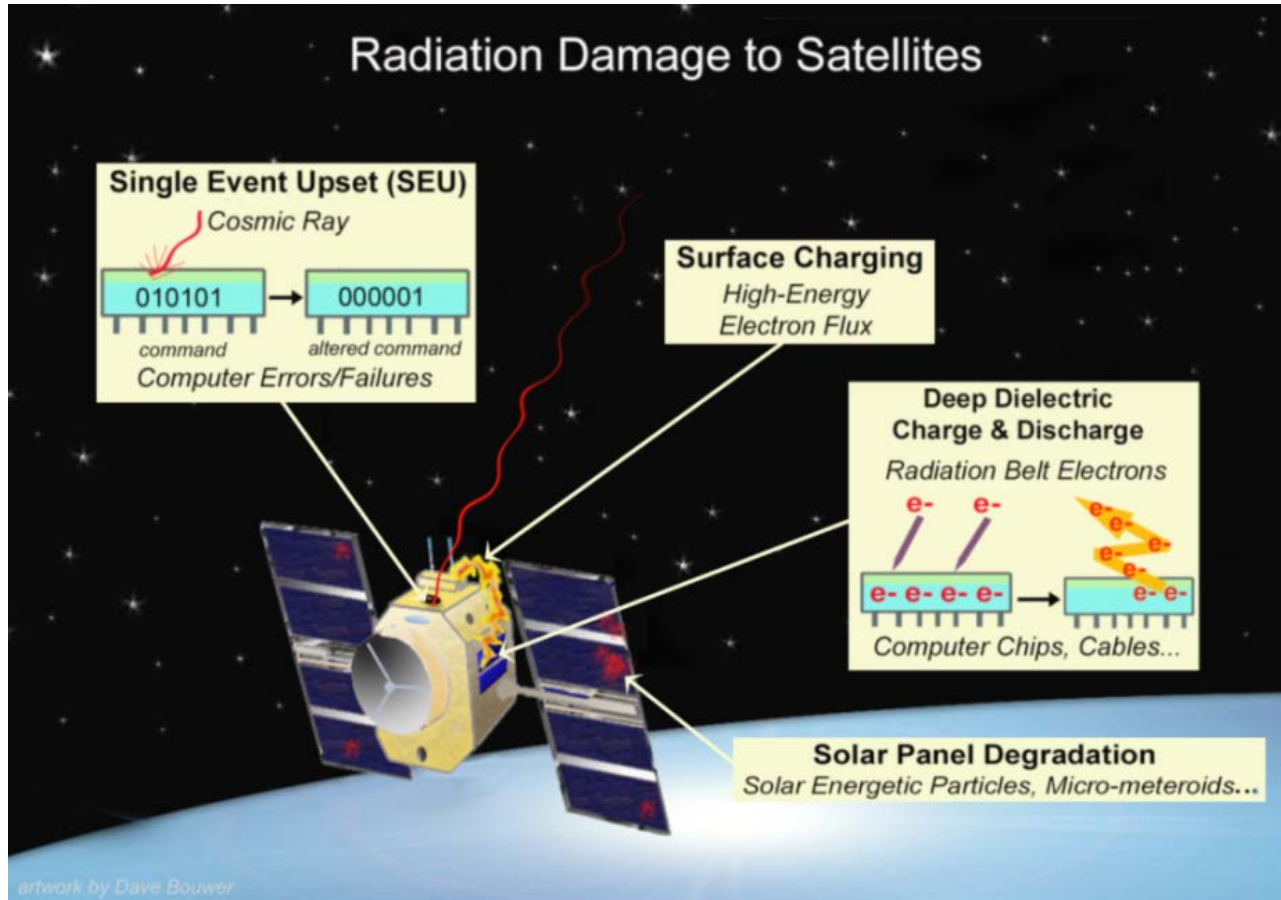 Radiation Damage to Satellites
Single Event Upset (SEU)
Cosmic Ray
010101
000001
command
altered command
Computer Errors/Failures
Surface Charging
High-Energy
Electron Flux
Deep Dielectric
Charge & Discharge
Radiation Belt Electrons
e- e-
e- e- e- e-
e-
e-
e-
e-
e-
e- e-
Computer Chips, Cables...
Solar Panel Degradation
Solar Energetic Particles, Micro-meteroids...
artwork by Dave Bouwer